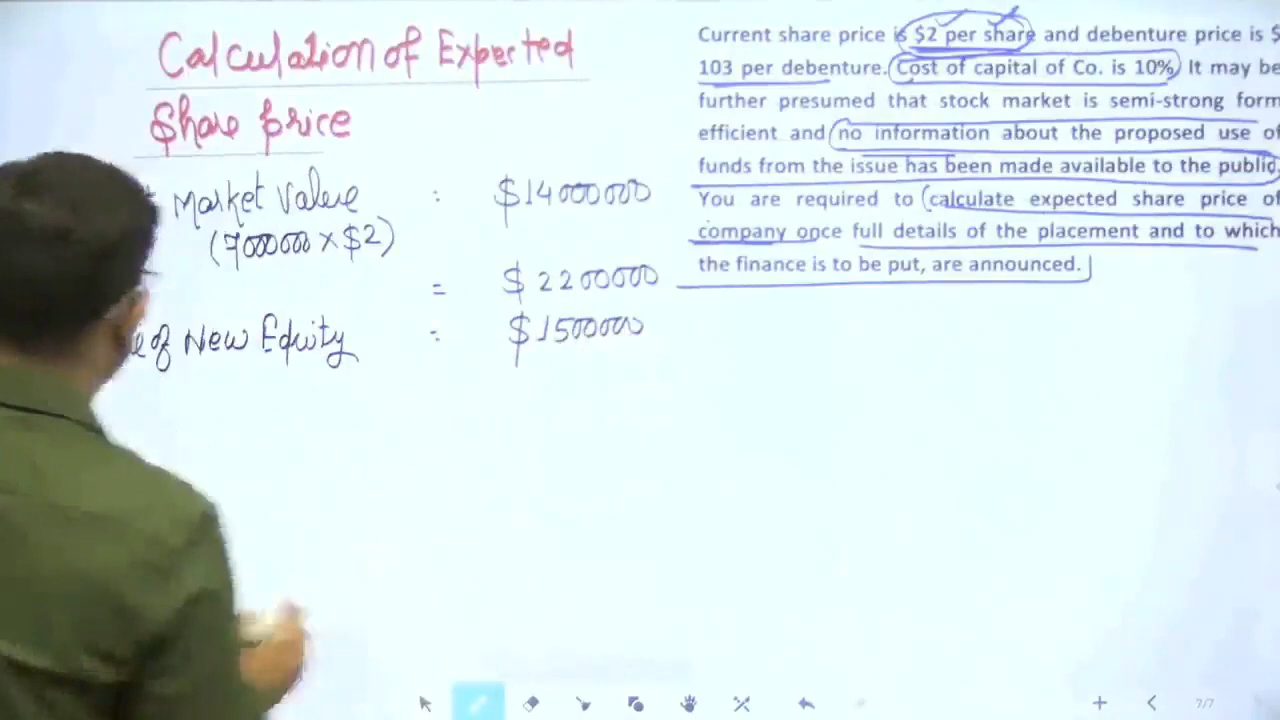 Calculation of Expected
Share price
Market Value : $14000000
(7000000 x $2)
= $2200000
of New Equity : $1500000
Current share price is $2 per share and debenture price is $
103 per debenture. Cost of capital of Co. is 10%. It may be
further presumed that stock market is semi-strong form
efficient and no information about the proposed use of
funds from the issue has been made available to the public.
You are required to calculate expected share price of
company once full details of the placement and to which
the finance is to be put, are announced.
7/7